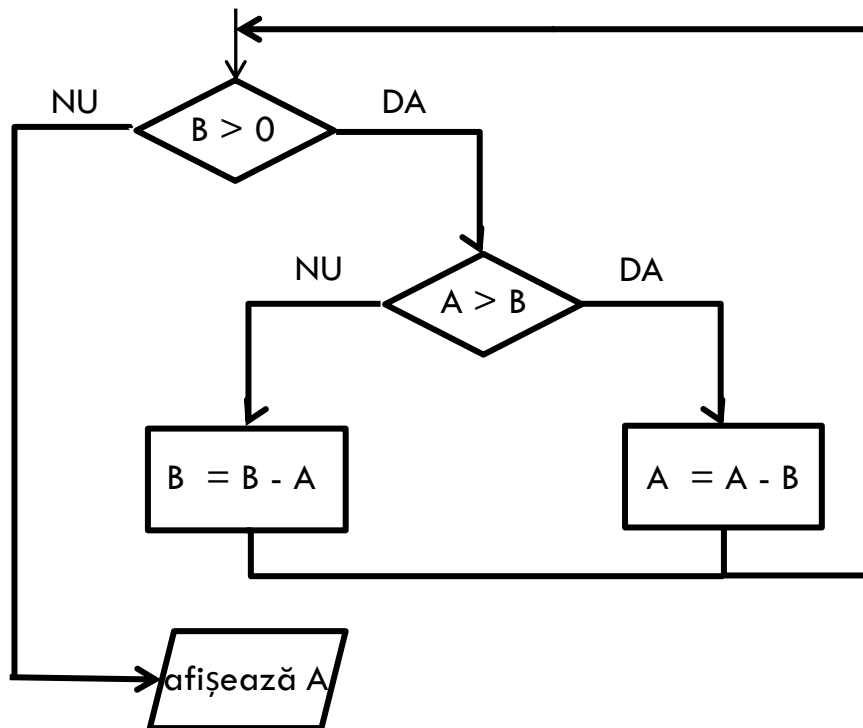 NU
DA
B > 0
NU
DA
A > B
B = B - A
A = A - B
afișează A